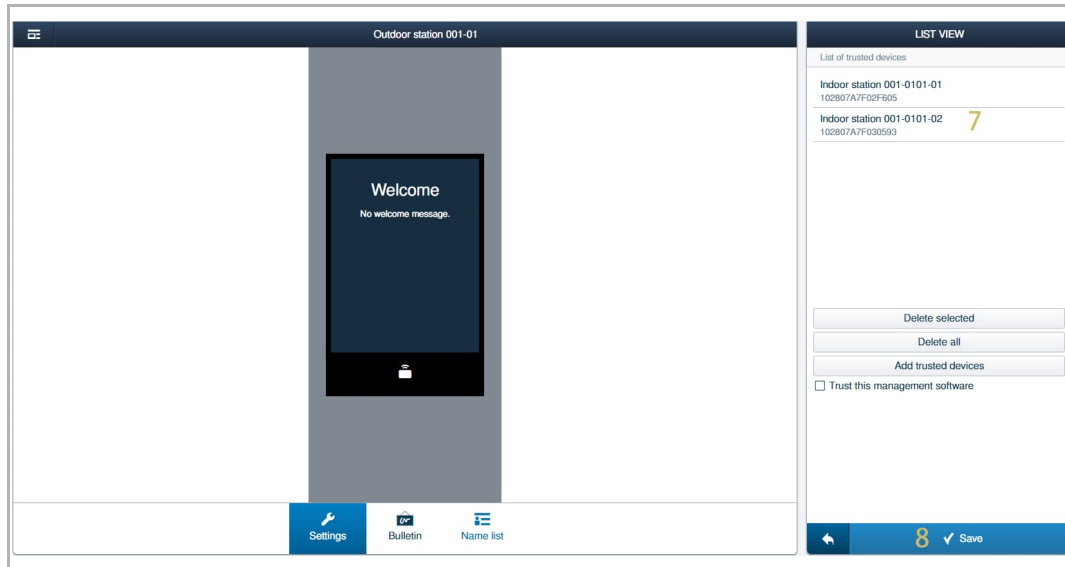 Outdoor station 001-01
Welcome
No welcome message.
Settings
Bulletin
Name list
LIST VIEW
List of trusted devices
Indoor station 001-0101-01
102807A7F02F605
Indoor station 001-0101-02
7
102807A7F030593
Delete selected
Delete all
Add trusted devices
Trust this management software
8
Save